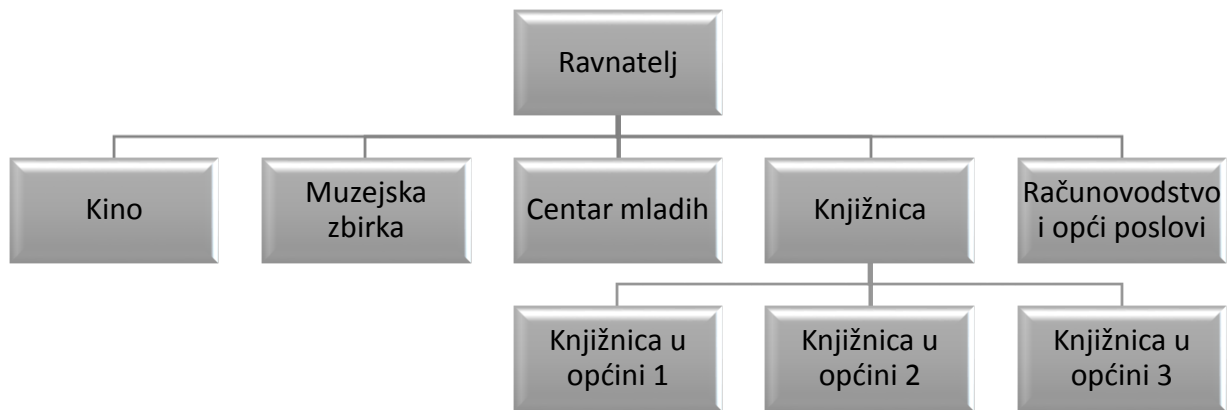 Ravnatelj
Kino
Muzejska
zbirka
Centar mladih
Knjižnica
Računovodstvo
i opći poslovi
Knjižnica u
općini 1
Knjižnica u
općini 2
Knjižnica u
općini 3